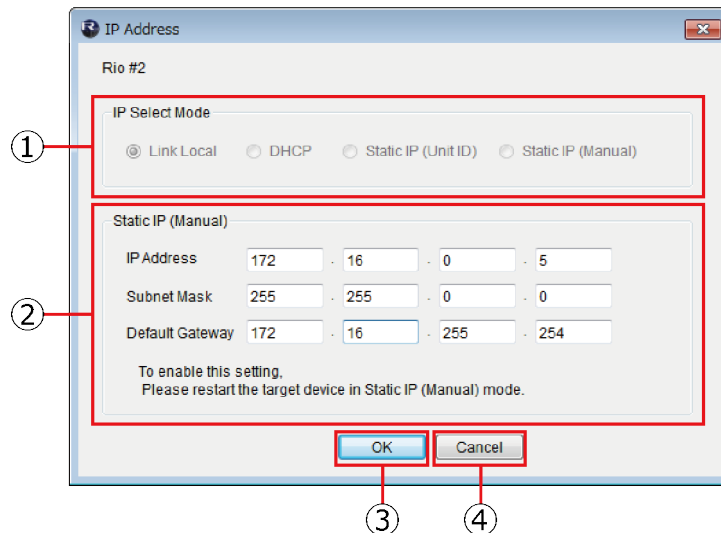 IP Address
Rio #2
IP Select Mode
① Link Local DHCP Static IP (Unit ID) Static IP (Manual)
Static IP (Manual)
IP Address 172 . 16 . 0 . 5
② Subnet Mask 255 . 255 . 0 . 0
Default Gateway 172 . 16 . 255 . 254
To enable this setting,
Please restart the target device in Static IP (Manual) mode.
OK Cancel
③ ④